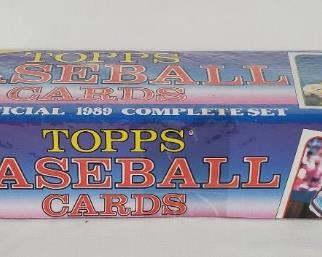 TOPPS
ASEBALL
CARDS
ICIAL 1989 COMPLETE SET
TOPPS
ASEBALL
CARDS